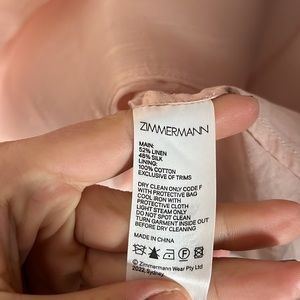 ZIMMERMANN
MAIN:
52% LINEN
48% SILK
LINING:
100% COTTON
EXCLUSIVE OF TRIMS
DRY CLEAN ONLY CODE F
WITH PROTECTIVE BAG
COOL IRON WITH
PROTECTIVE CLOTH
LIGHT STEAM ONLY
DO NOT SPOT CLEAN
TURN GARMENT INSIDE OUT
BEFORE DRY CLEANING
MADE IN CHINA
© Zimmermann Wear Pty Ltd
2022, Sydney.